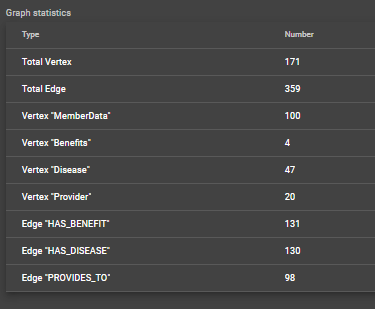 Graph statistics
Type Number
Total Vertex 171
Total Edge 359
Vertex "MemberData" 100
Vertex "Benefits" 4
Vertex "Disease" 47
Vertex "Provider" 20
Edge "HAS_BENEFIT" 131
Edge "HAS_DISEASE" 130
Edge "PROVIDES_TO" 98